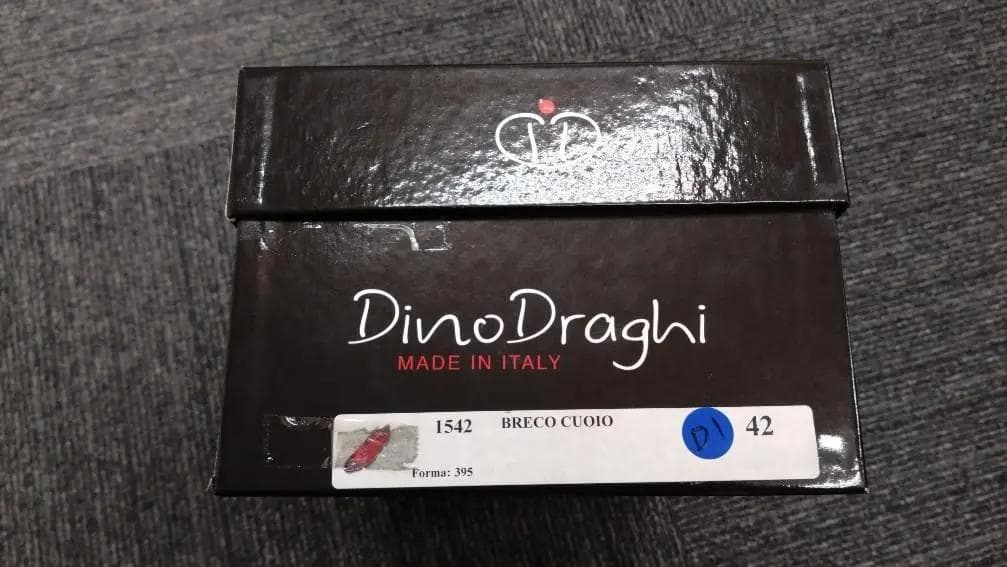 DinoDraghi
MADE IN ITALY
1542 BRECO CUOIO D1 42
Forma: 395